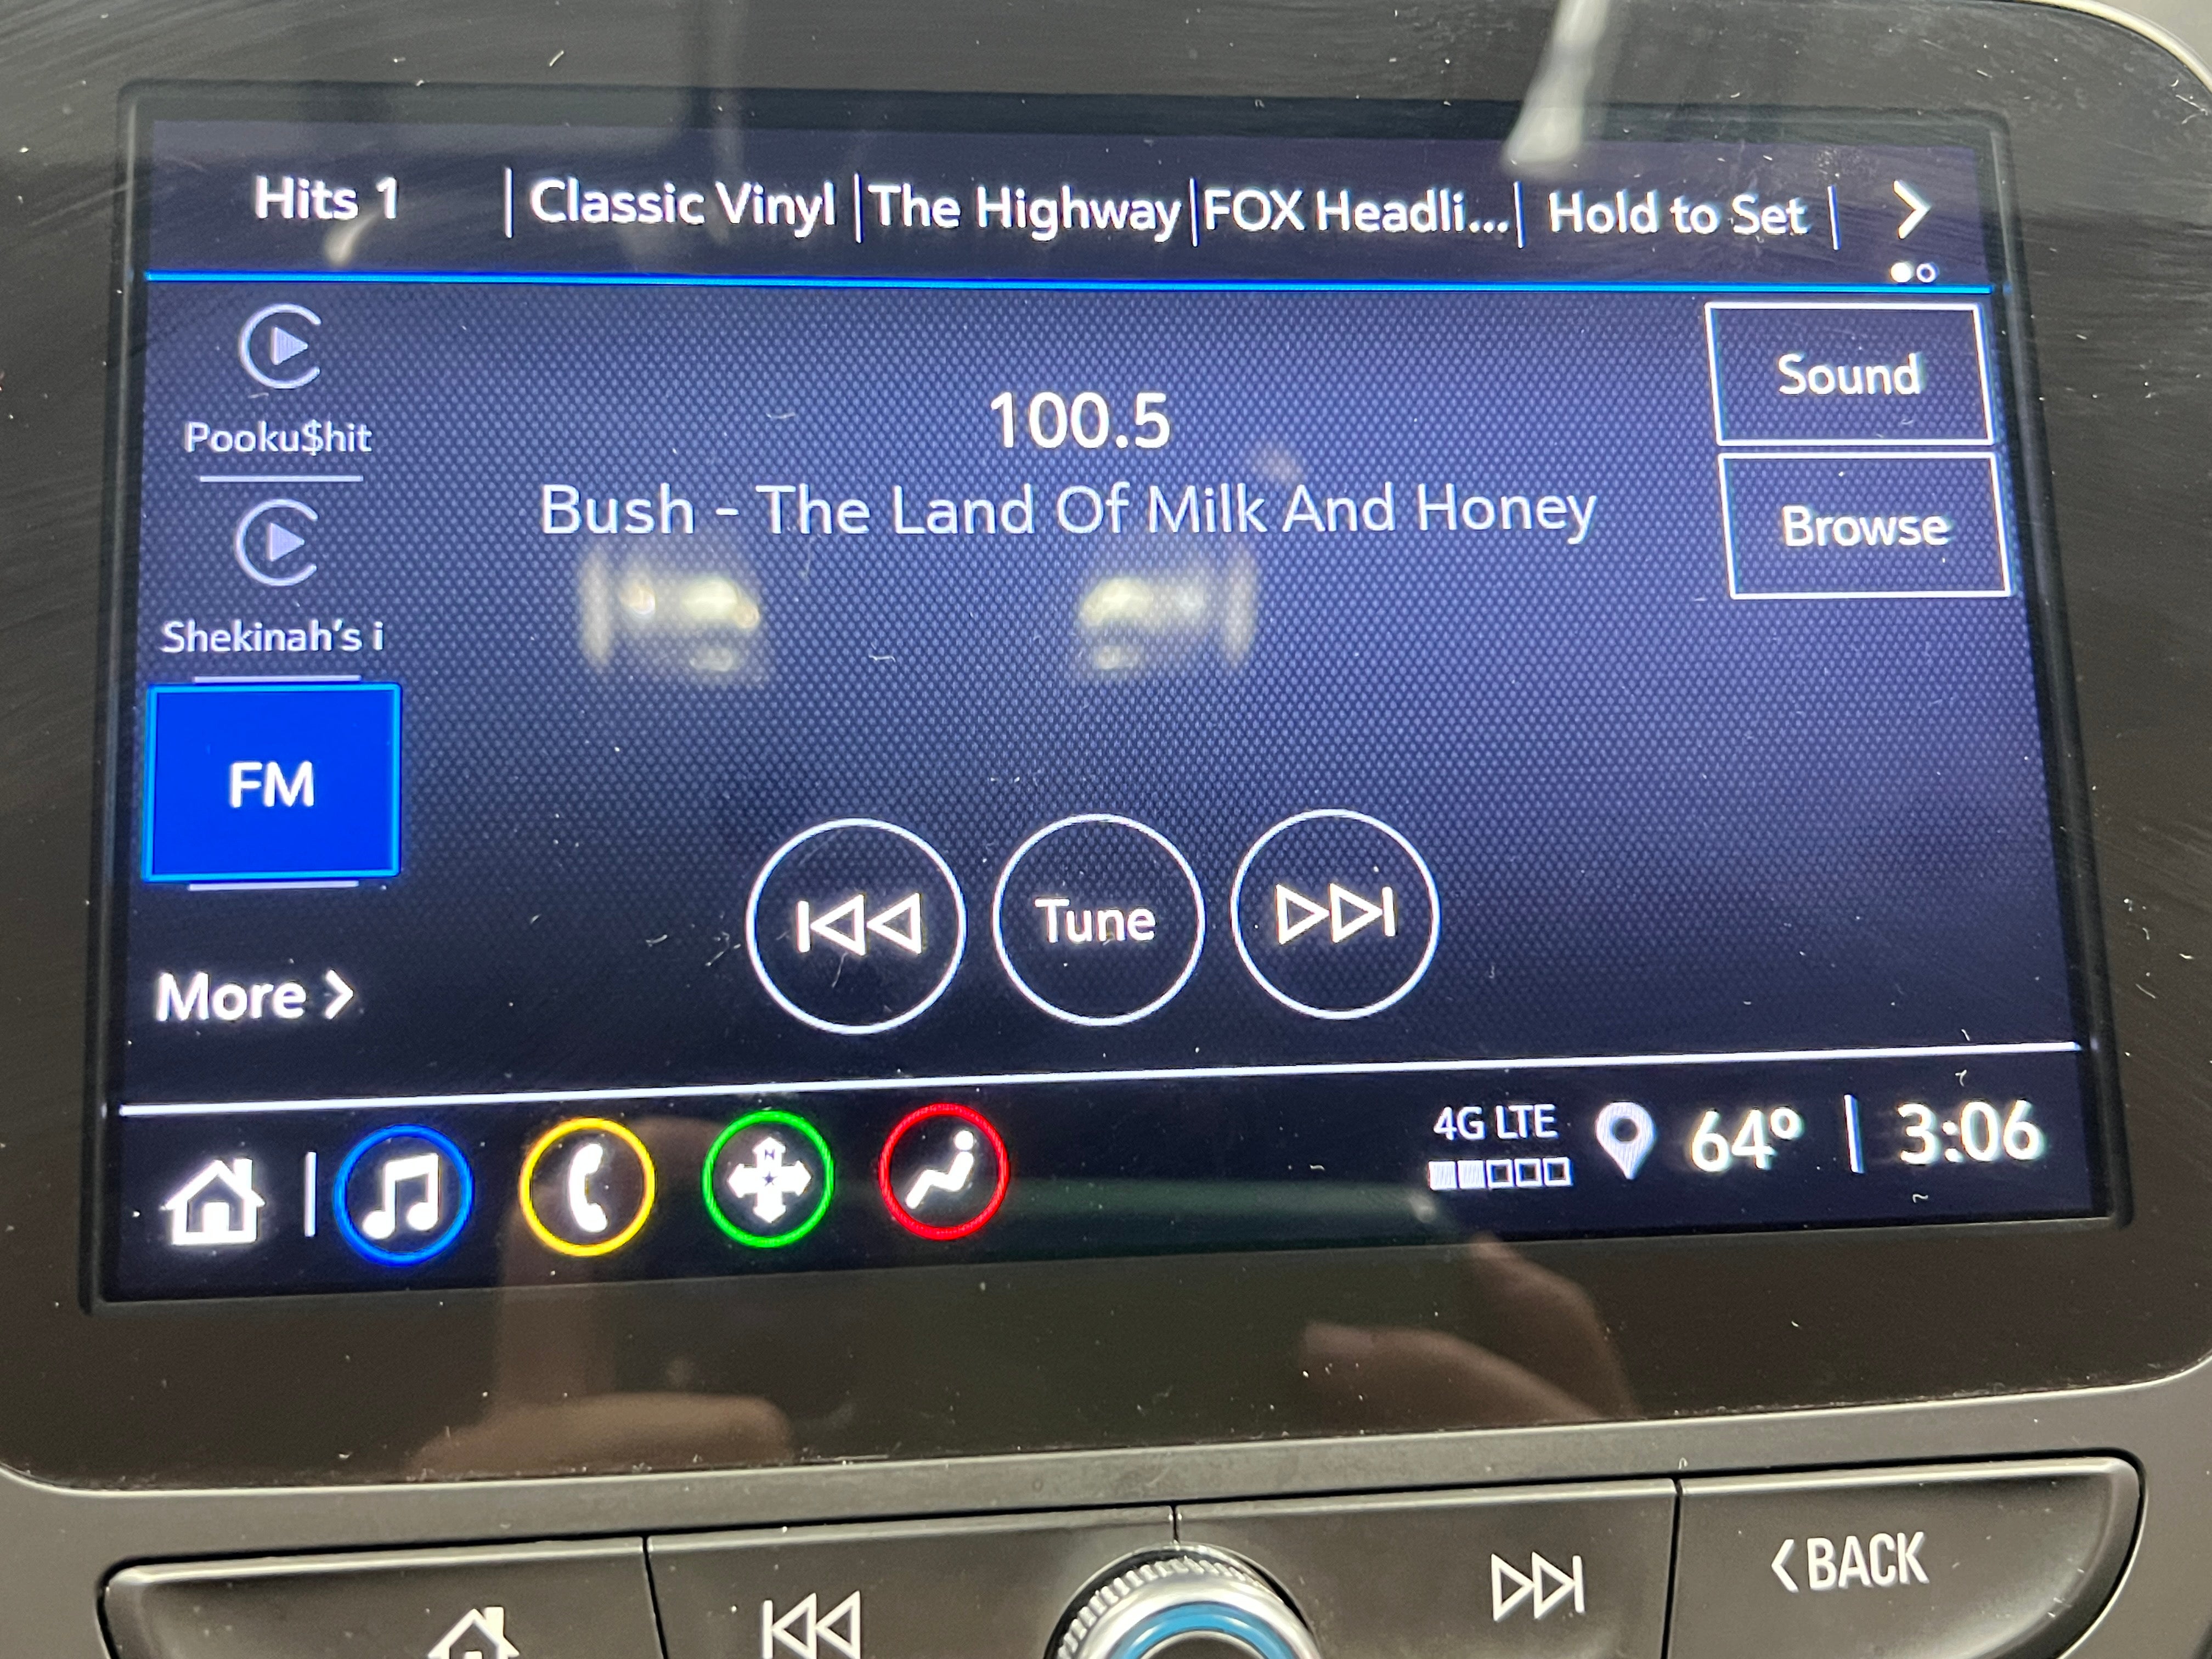 Hits 1 | Classic Vinyl | The Highway | FOX Headli... | Hold to Set |
Pooku$hit
Shekinah's i
FM
More
100.5
Bush - The Land Of Milk And Honey
Sound
Browse
Tune
N
4G LTE
64° | 3:06
BACK